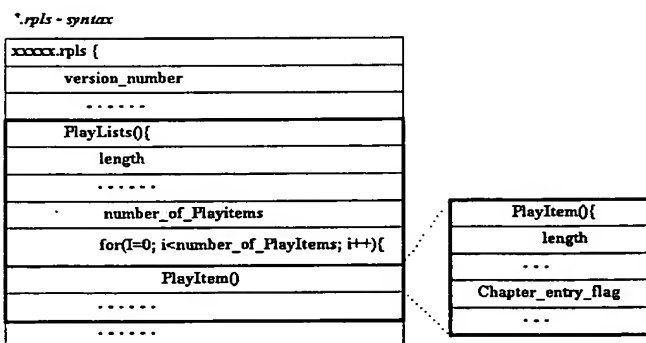 *.rpls - syntax
xxxxx.rpls {
version_number
. . . . . .
PlayLists(){
length
. . . . . .
number_of_Playitems
for(I=0; i<number_of_PlayItems; i++){
PlayItem()
. . . . . .
. . . . . .
PlayItem(){
length
. . .
Chapter_entry_flag
. . .